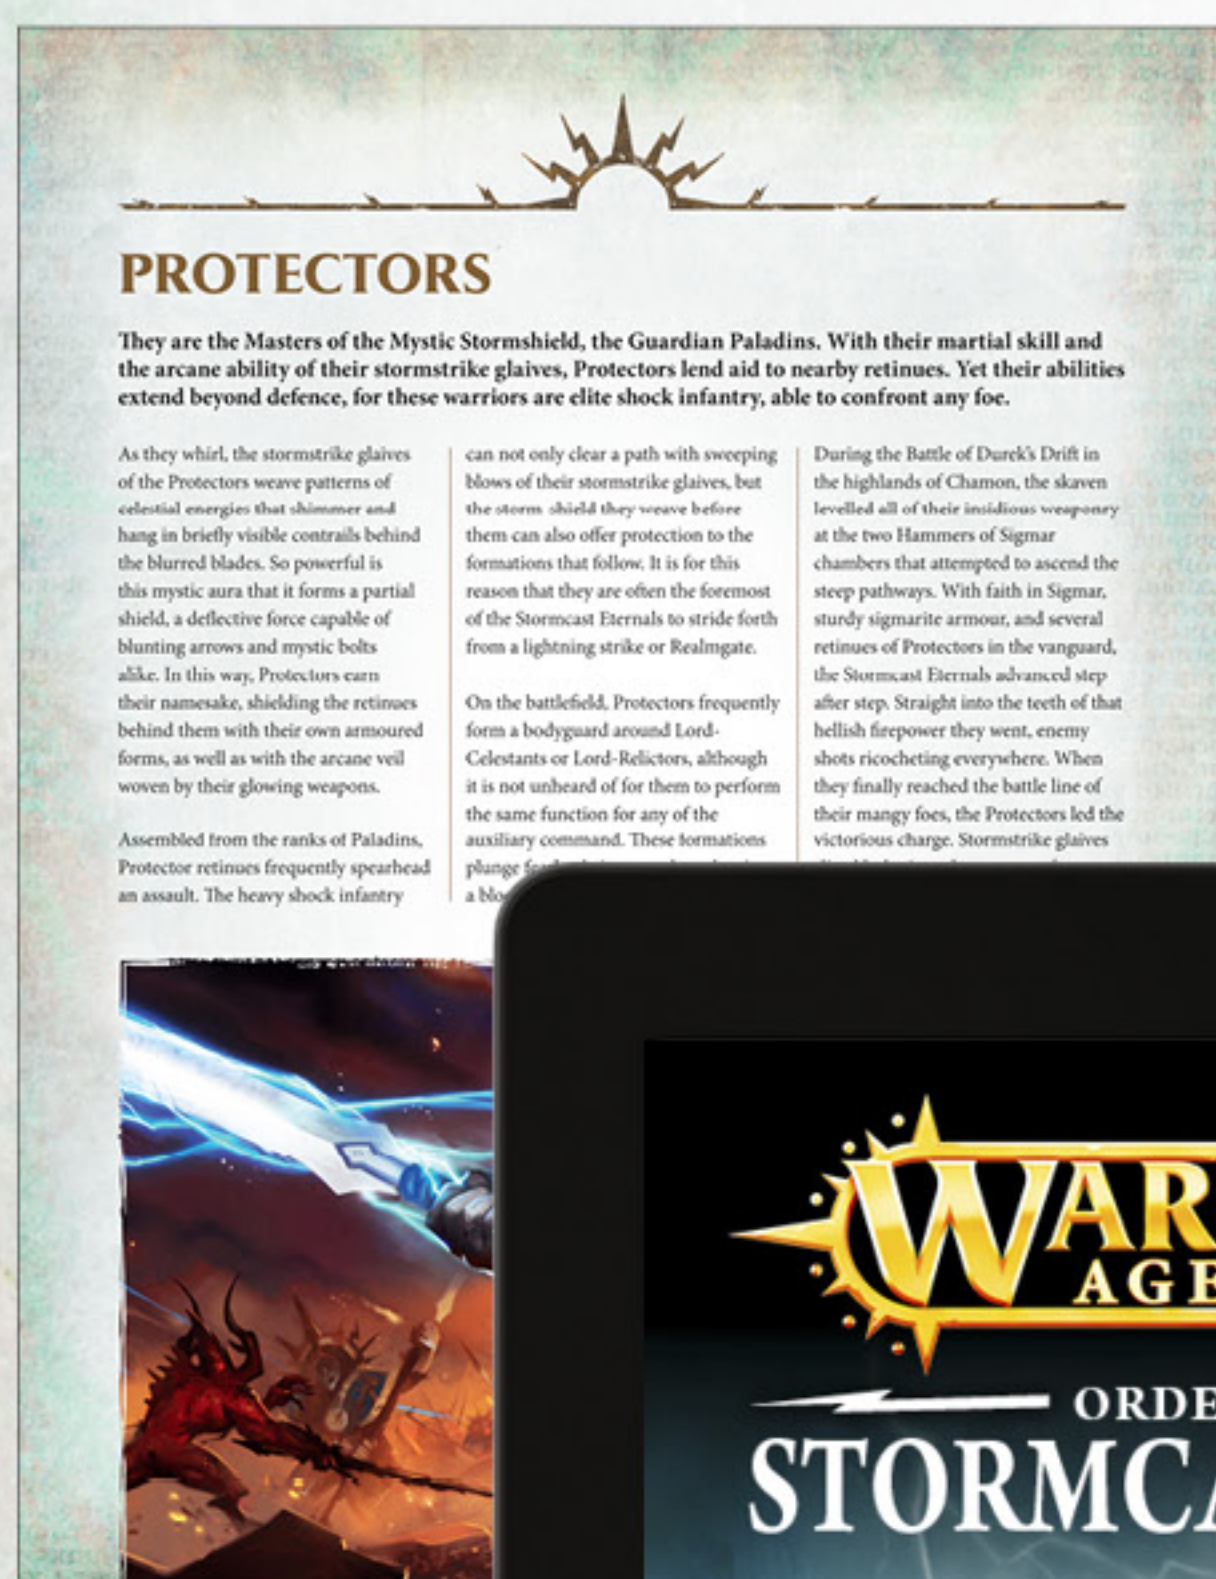 PROTECTORS
They are the Masters of the Mystic Stormshield, the Guardian Paladins. With their martial skill and
the arcane ability of their stormstrike glaives, Protectors lend aid to nearby retinues. Yet their abilities
extend beyond defence, for these warriors are elite shock infantry, able to confront any foe.
As they whirl, the stormstrike glaives
of the Protectors weave patterns of
celestial energies that shimmer and
hang in briefly visible contrails behind
the blurred blades. So powerful is
this mystic aura that it forms a partial
shield, a deflective force capable of
blunting arrows and mystic bolts
alike. In this way, Protectors earn
their namesake, shielding the retinues
behind them with their own armoured
forms, as well as with the arcane veil
woven by their glowing weapons.
Assembled from the ranks of Paladins,
Protector retinues frequently spearhead
an assault. The heavy shock infantry
can not only clear a path with sweeping
blows of their stormstrike glaives, but
the storm shield they weave before
them can also offer protection to the
formations that follow. It is for this
reason that they are often the foremost
of the Stormcast Eternals to stride forth
from a lightning strike or Realmgate.
On the battlefield, Protectors frequently
form a bodyguard around Lord-
Celestants or Lord-Relictors, although
it is not unheard of for them to perform
the same function for any of the
auxiliary command. These formations
plunge
a
During the Battle of Durek's Drift in
the highlands of Chamon, the skaven
levelled all of their insidious weaponry
at the two Hammers of Sigmar
chambers that attempted to ascend the
steep pathways. With faith in Sigmar,
sturdy sigmarite armour, and several
retinues of Protectors in the vanguard,
the Stormcast Eternals advanced step
after step. Straight into the teeth of that
hellish firepower they went, enemy
shots ricocheting everywhere. When
they finally reached the battle line of
their mangy foes, the Protectors led the
victorious charge. Stormstrike glaives
WAR
AGE
ORDE
STORMCA